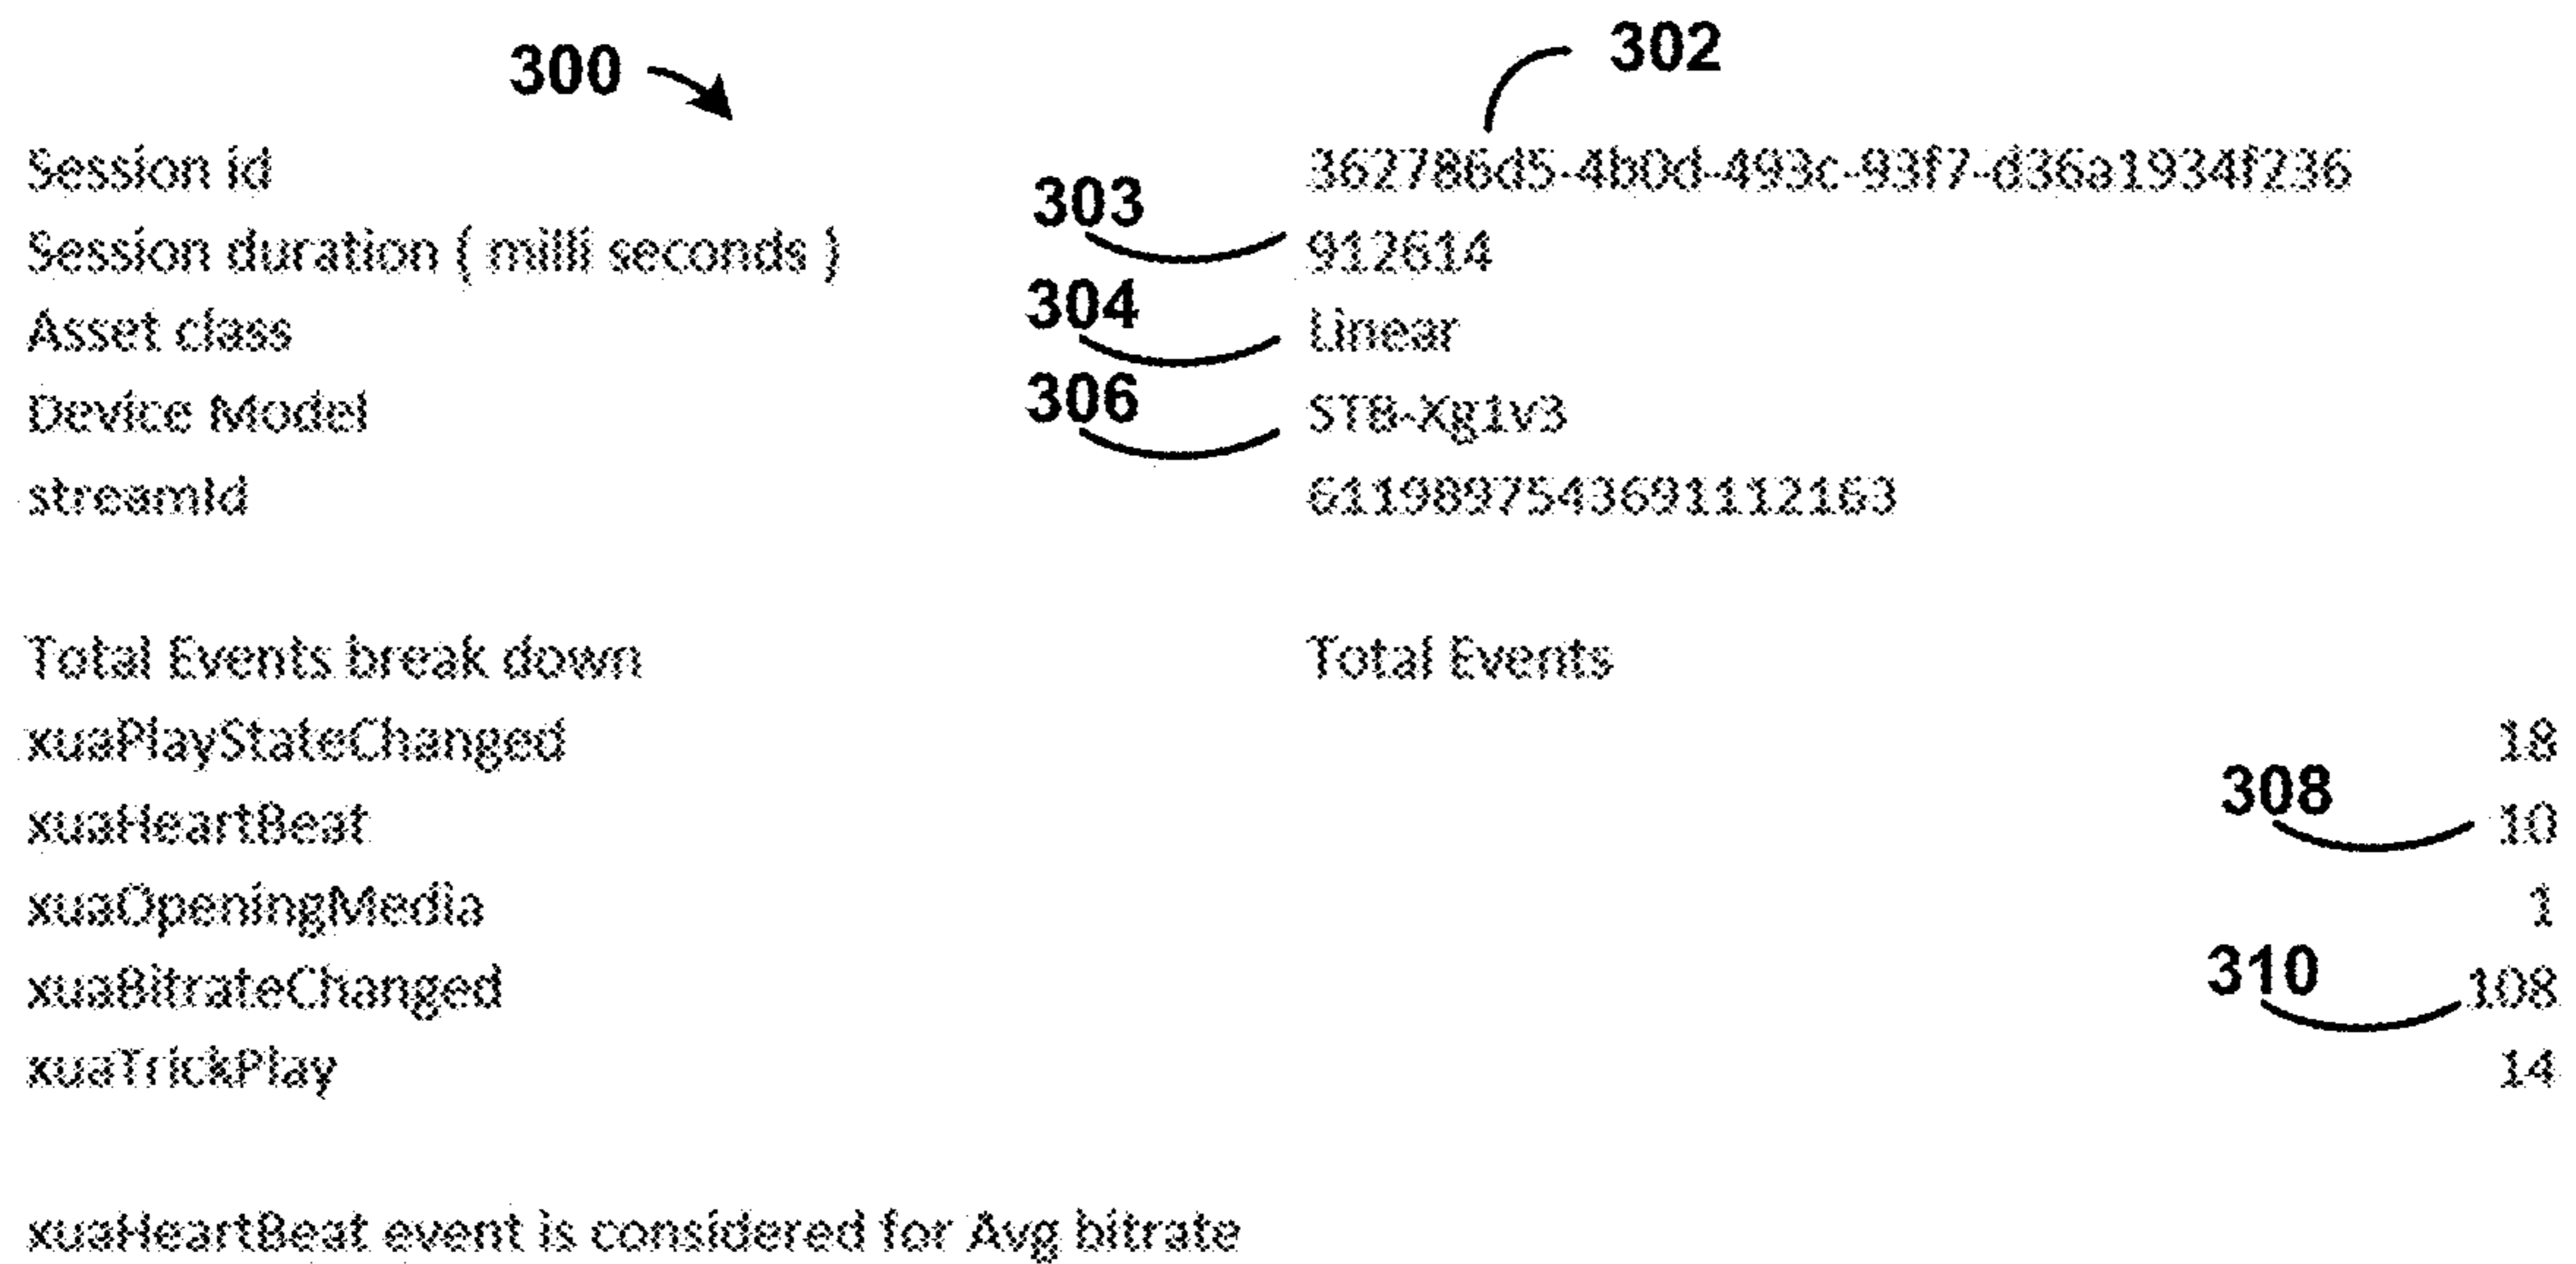 300 302
Session id 362786d5-4b0d-493c-93f7-d36a1934f236
303
Session duration ( milli seconds ) 912614
304
Asset class Linear
306
Device Model STB-Xg1v3
streamId 6119897543691112163
Total Events break down Total Events
xuaPlayStateChanged 18
308
xuaHeartBeat 10
xuaOpeningMedia 1
310
xuaBitrateChanged 108
xuaTrickPlay 14
xuaHeartBeat event is considered for Avg bitrate